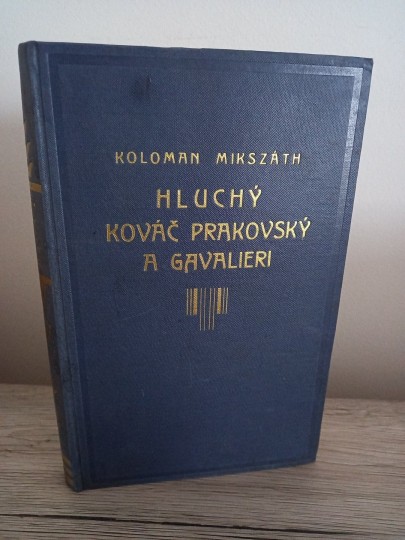 KOLOMAN MIKSZÁTH
HLUCHÝ
KOVÁČ PRAKOVSKÝ
A GAVALIERI